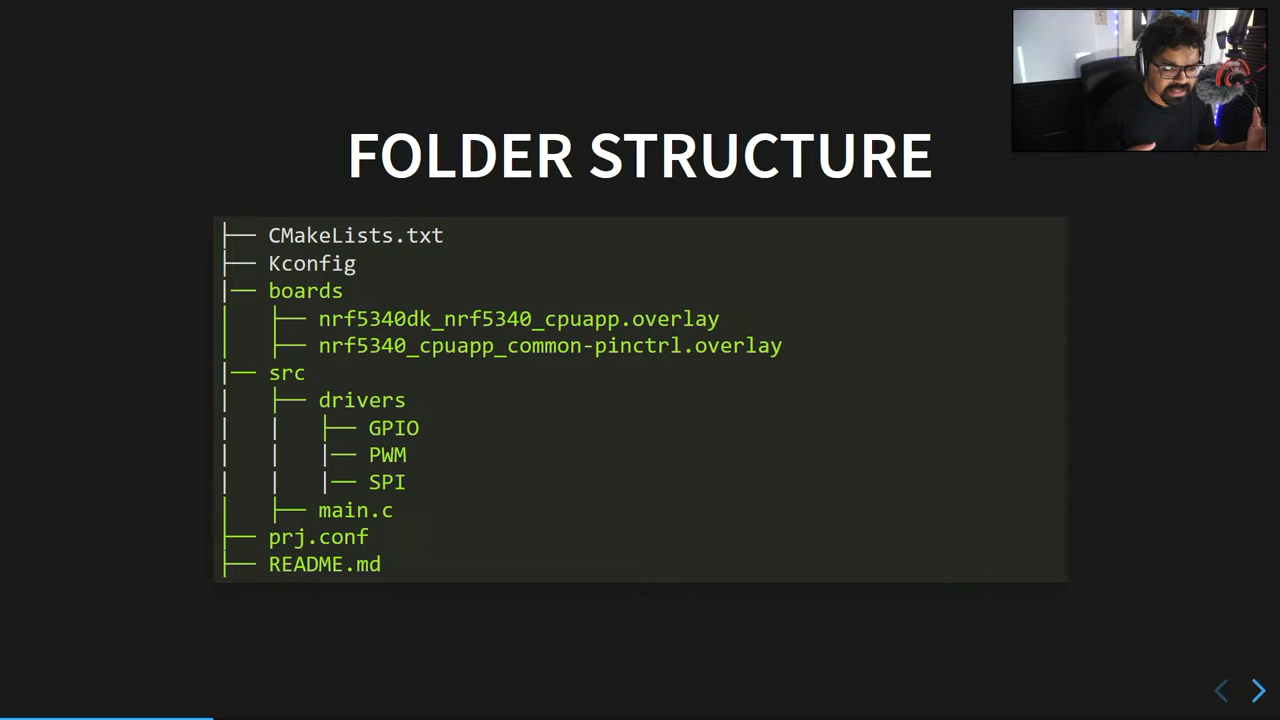 FOLDER STRUCTURE
├── CMakeLists.txt
├── Kconfig
|── boards
│   ├── nrf5340dk_nrf5340_cpuapp.overlay
│   ├── nrf5340_cpuapp_common-pinctrl.overlay
|── src
|   ├── drivers
|   |   ├── GPIO
|   |   |── PWM
|   |   |── SPI
│   ├── main.c
├── prj.conf
├── README.md